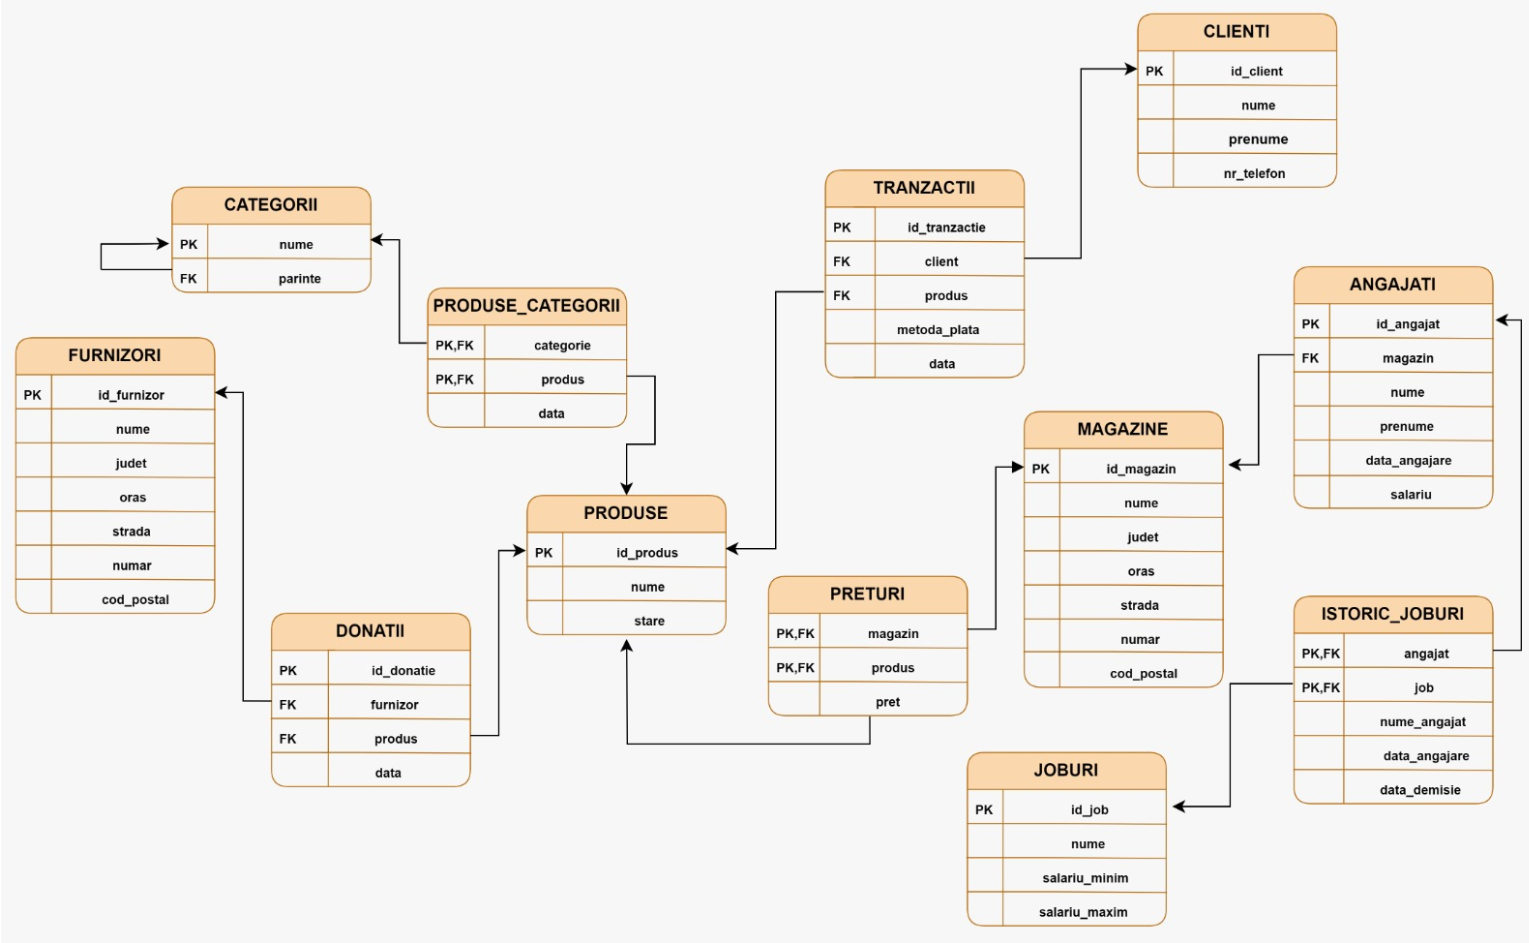 CLIENTI
PK id_client
nume
prenume
nr_telefon
TRANZACTII
PK id_tranzactie
FK client
FK produs
metoda_plata
data
CATEGORII
PK nume
FK parinte
PRODUSE_CATEGORII
PK,FK categorie
PK,FK produs
data
ANGAJATI
PK id_angajat
FK magazin
nume
prenume
data_angajare
salariu
FURNIZORI
PK id_furnizor
nume
judet
oras
strada
numar
cod_postal
MAGAZINE
PK id_magazin
nume
judet
oras
strada
numar
cod_postal
PRODUSE
PK id_produs
nume
stare
PRETURI
PK,FK magazin
PK,FK produs
pret
ISTORIC_JOBURI
PK,FK angajat
PK,FK job
nume_angajat
data_angajare
data_demisie
DONATII
PK id_donatie
FK furnizor
FK produs
data
JOBURI
PK id_job
nume
salariu_minim
salariu_maxim